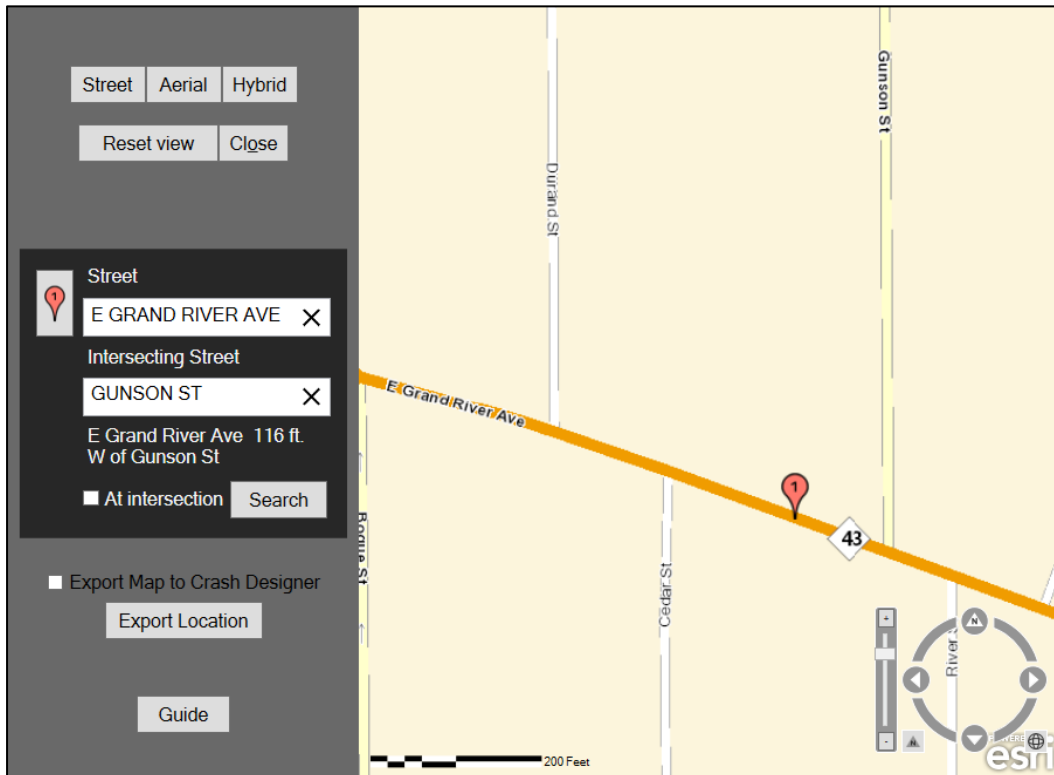 Street Aerial Hybrid
Reset view Close
Street
1
E GRAND RIVER AVE
Intersecting Street
GUNSON ST
E Grand River Ave 116 ft.
W of Gunson St
At intersection Search
Export Map to Crash Designer
Export Location
Guide
Gunson St
Durand St
E Grand River Ave
1
43
Bogue St
Cedar St
N
+
-
200 Feet
esri